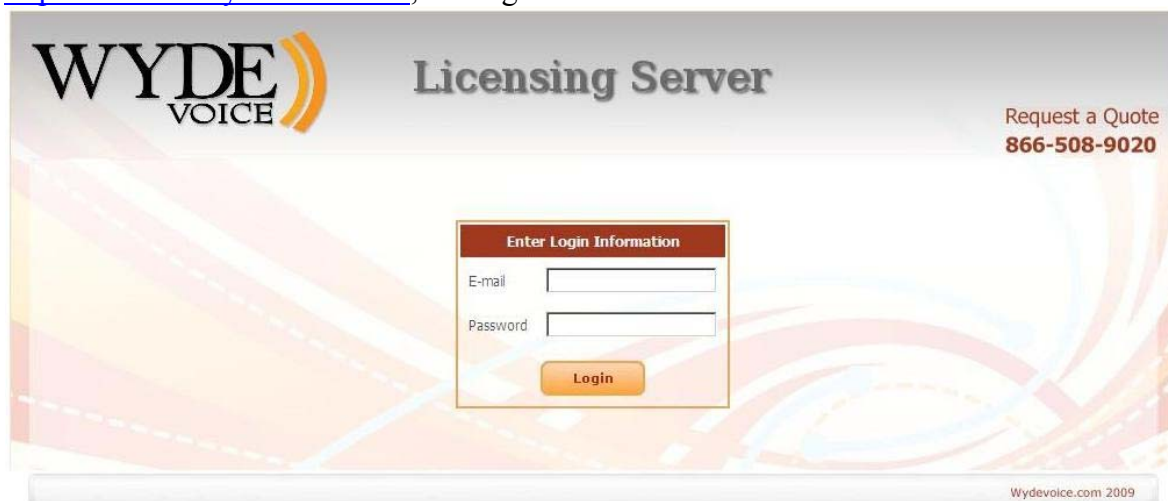 WYDE
VOICE
Licensing Server
Request a Quote
866-508-9020
Enter Login Information
E-mail
Password
Login
Wydevoice.com 2009